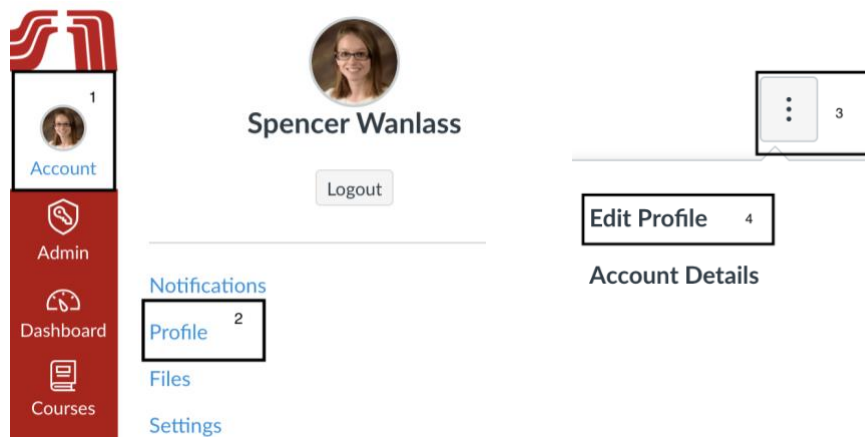 1
Account
Admin
Dashboard
Courses
Spencer Wanlass
Logout
Notifications
Profile 2
Files
Settings
3
Edit Profile 4
Account Details